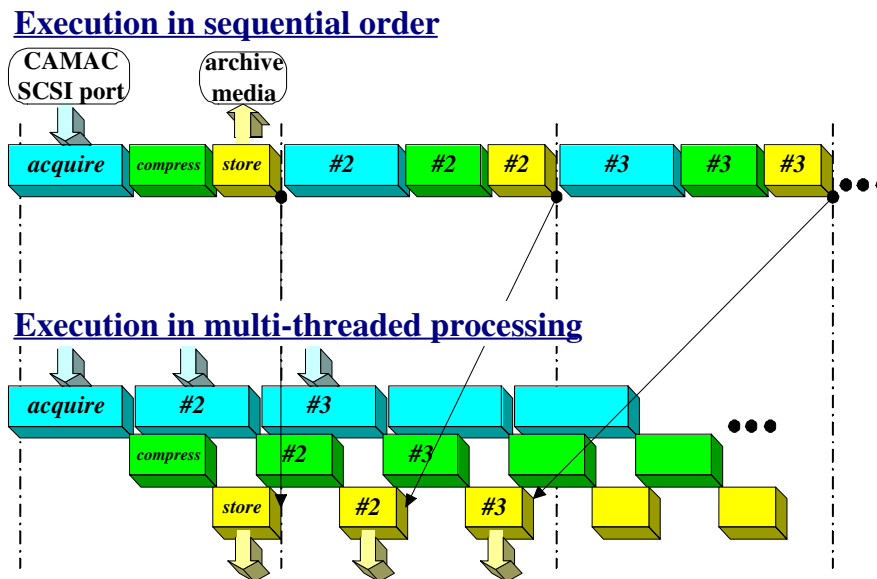 Execution in sequential order
CAMAC
SCSI port
archive
media
acquire
compress
store
#2
#2
#2
#3
#3
#3
Execution in multi-threaded processing
acquire
#2
#3
compress
#2
#3
store
#2
#3